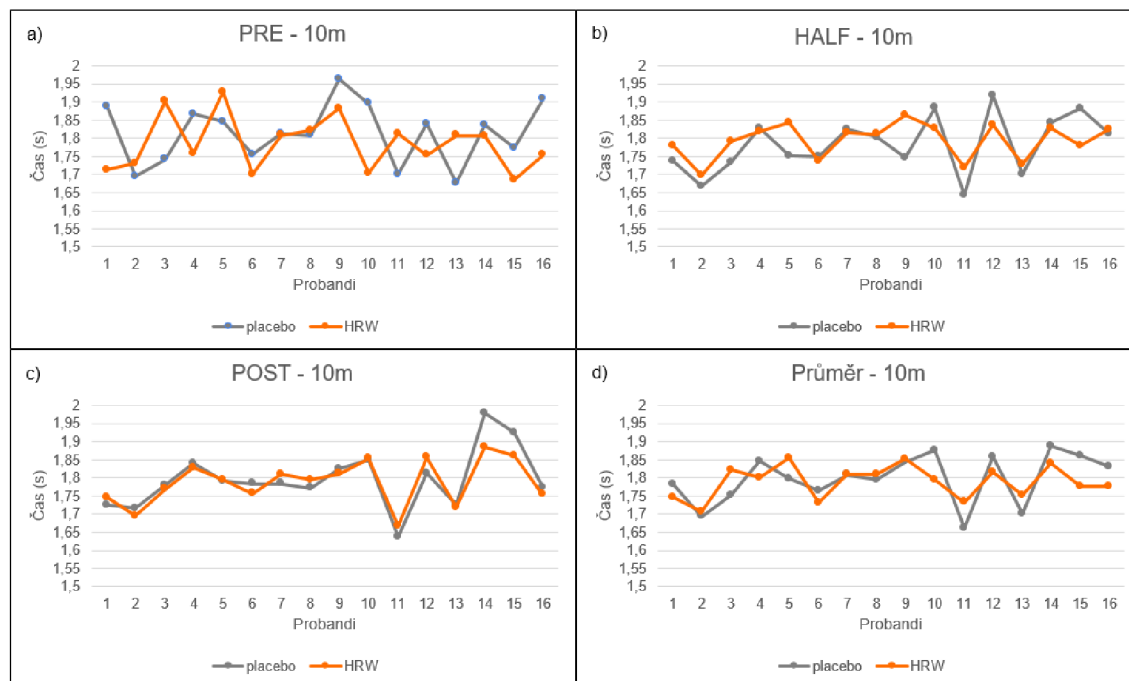 a)
PRE - 10m
2
1,95
1,9
1,85
1,8
1,75
1,7
1,65
1,6
1,55
1,5
Čas (s)
1 2 3 4 5 6 7 8 9 10 11 12 13 14 15 16
Probandi
placebo HRW
b)
HALF - 10m
2
1,95
1,9
1,85
1,8
1,75
1,7
1,65
1,6
1,55
1,5
Čas (s)
1 2 3 4 5 6 7 8 9 10 11 12 13 14 15 16
Probandi
placebo HRW
c)
POST - 10m
2
1,95
1,9
1,85
1,8
1,75
1,7
1,65
1,6
1,55
1,5
Čas (s)
1 2 3 4 5 6 7 8 9 10 11 12 13 14 15 16
Probandi
placebo HRW
d)
Průměr - 10m
2
1,95
1,9
1,85
1,8
1,75
1,7
1,65
1,6
1,55
1,5
Čas (s)
1 2 3 4 5 6 7 8 9 10 11 12 13 14 15 16
Probandi
placebo HRW